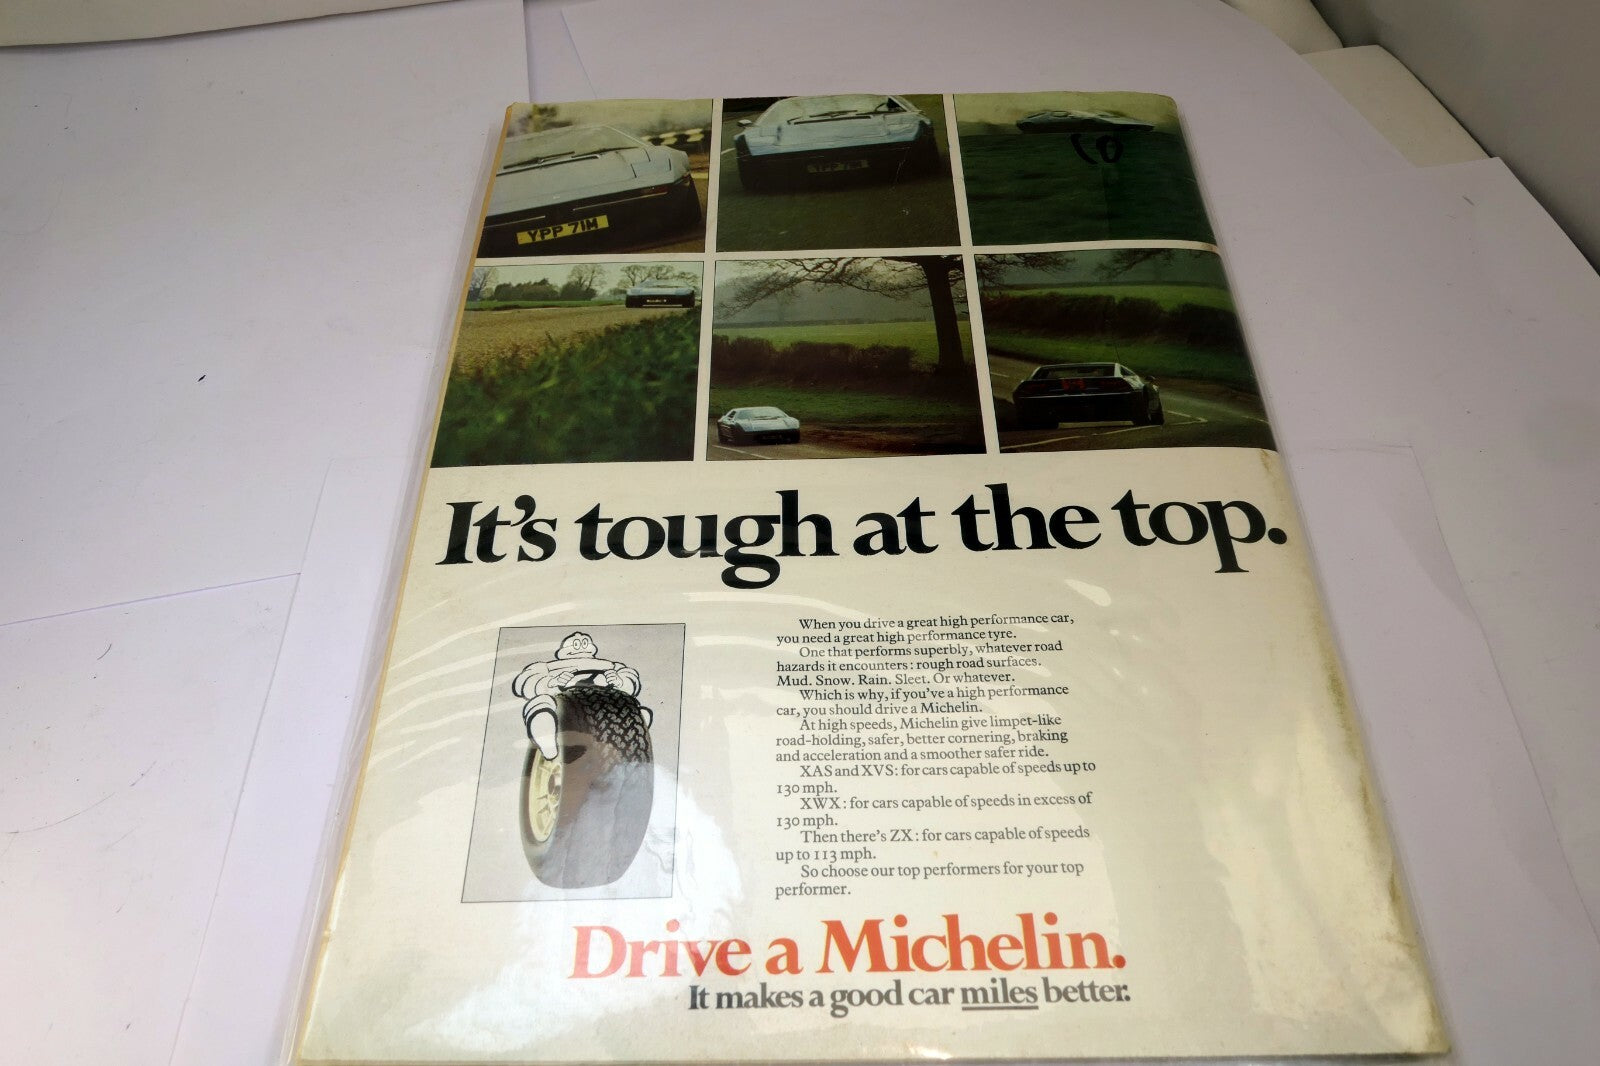 YPP 71M
YPP 71M
10
It's tough at the top.
When you drive a great high performance car,
you need a great high performance tyre.
One that performs superbly, whatever road
hazards it encounters: rough road surfaces.
Mud. Snow. Rain. Sleet. Or whatever.
Which is why, if you've a high performance
car, you should drive a Michelin.
At high speeds, Michelin give limpet-like
road-holding, safer, better cornering, braking
and acceleration and a smoother safer ride.
XAS and XVS: for cars capable of speeds up to
130 mph.
XWX: for cars capable of speeds in excess of
130 mph.
Then there's ZX: for cars capable of speeds
up to 113 mph.
So choose our top performers for your top
performer.
Drive a Michelin.
It makes a good car miles better.